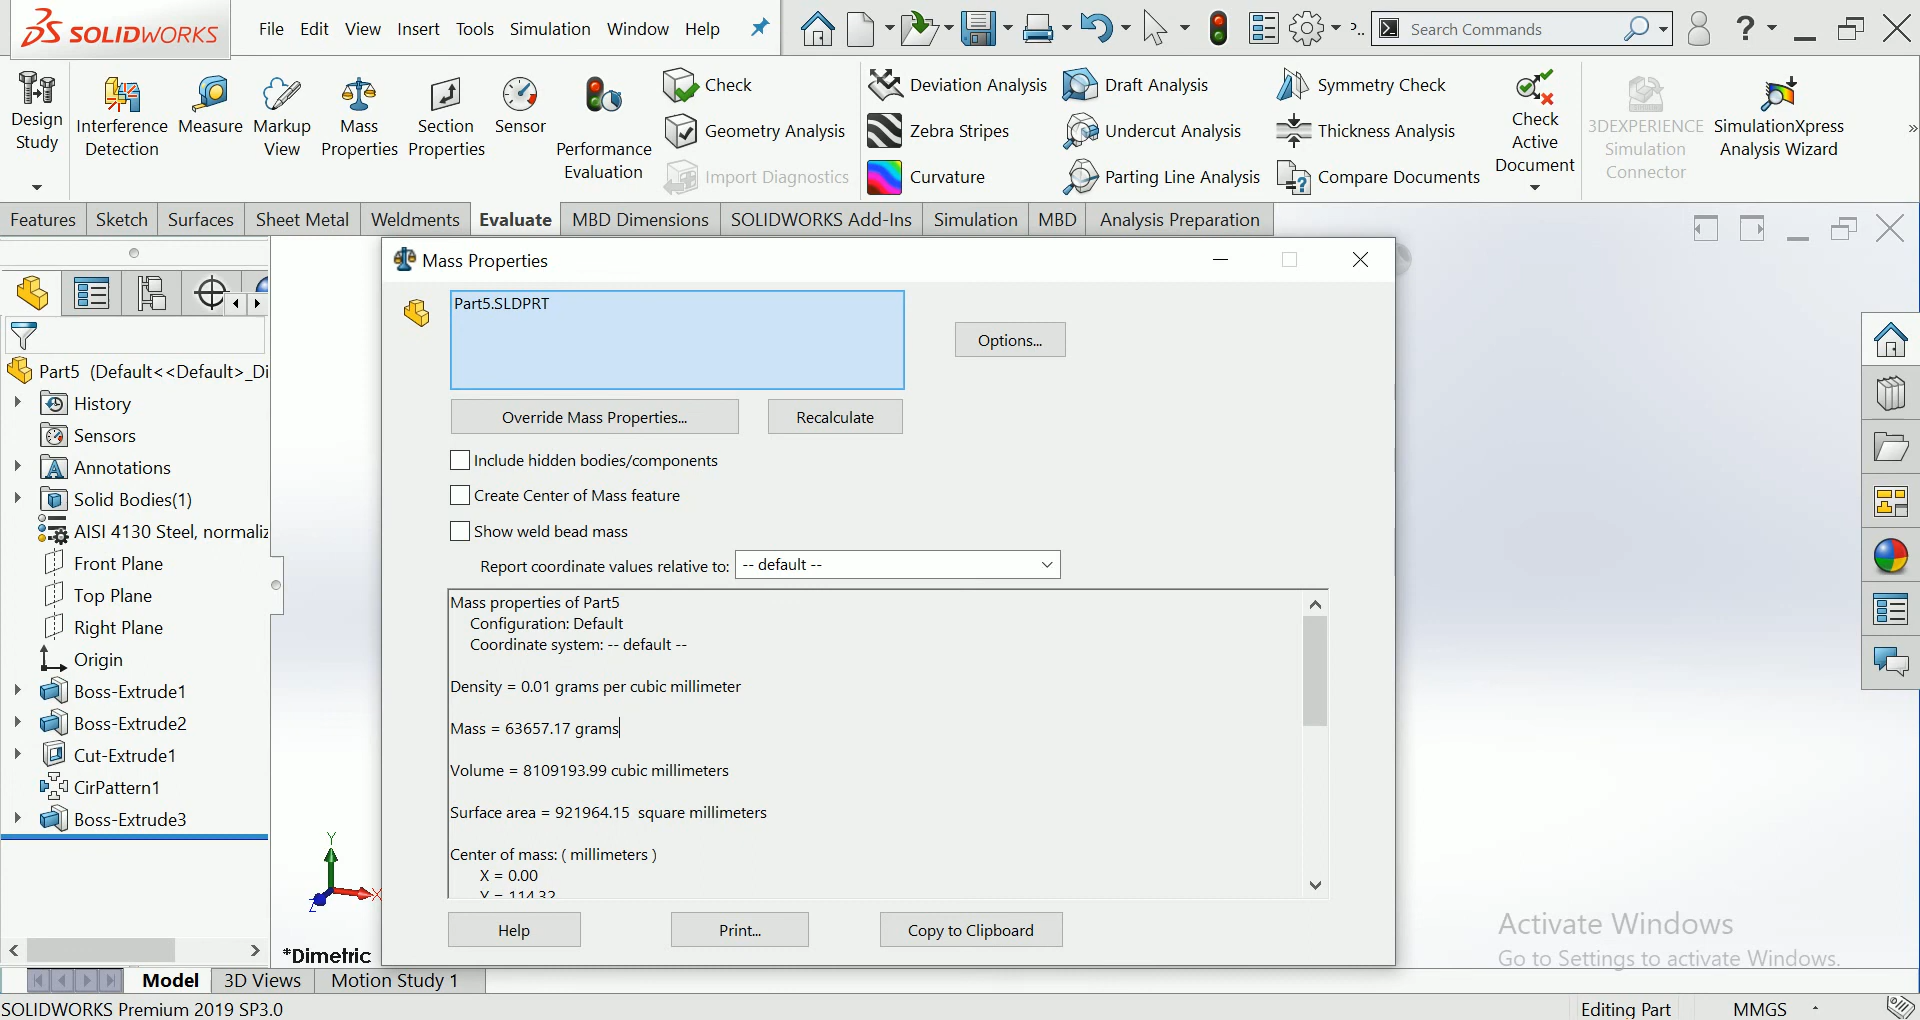 SOLIDWORKS
File Edit View Insert Tools Simulation Window Help
Search Commands
Design Study
Interference Detection
Measure
Markup View
Mass Properties
Section Properties
Sensor
Performance Evaluation
Check
Geometry Analysis
Import Diagnostics
Deviation Analysis
Zebra Stripes
Curvature
Draft Analysis
Undercut Analysis
Parting Line Analysis
Symmetry Check
Thickness Analysis
Compare Documents
Check Active Document
3DEXPERIENCE Simulation Connector
SimulationXpress Analysis Wizard
Features Sketch Surfaces Sheet Metal Weldments Evaluate MBD Dimensions SOLIDWORKS Add-Ins Simulation MBD Analysis Preparation
Part5 (Default<<Default>_Di
History
Sensors
Annotations
Solid Bodies(1)
AISI 4130 Steel, normaliz
Front Plane
Top Plane
Right Plane
Origin
Boss-Extrude1
Boss-Extrude2
Cut-Extrude1
CirPattern1
Boss-Extrude3
Mass Properties
Part5.SLDPRT
Options...
Override Mass Properties...
Recalculate
Include hidden bodies/components
Create Center of Mass feature
Show weld bead mass
Report coordinate values relative to: -- default --
Mass properties of Part5
Configuration: Default
Coordinate system: -- default --
Density = 0.01 grams per cubic millimeter
Mass = 63657.17 grams
Volume = 8109193.99 cubic millimeters
Surface area = 921964.15 square millimeters
Center of mass: ( millimeters )
X = 0.00
Y = 114.32
Help
Print...
Copy to Clipboard
Y
X
Z
*Dimetric
Activate Windows
Go to Settings to activate Windows.
Model 3D Views Motion Study 1
SOLIDWORKS Premium 2019 SP3.0
Editing Part
MMGS